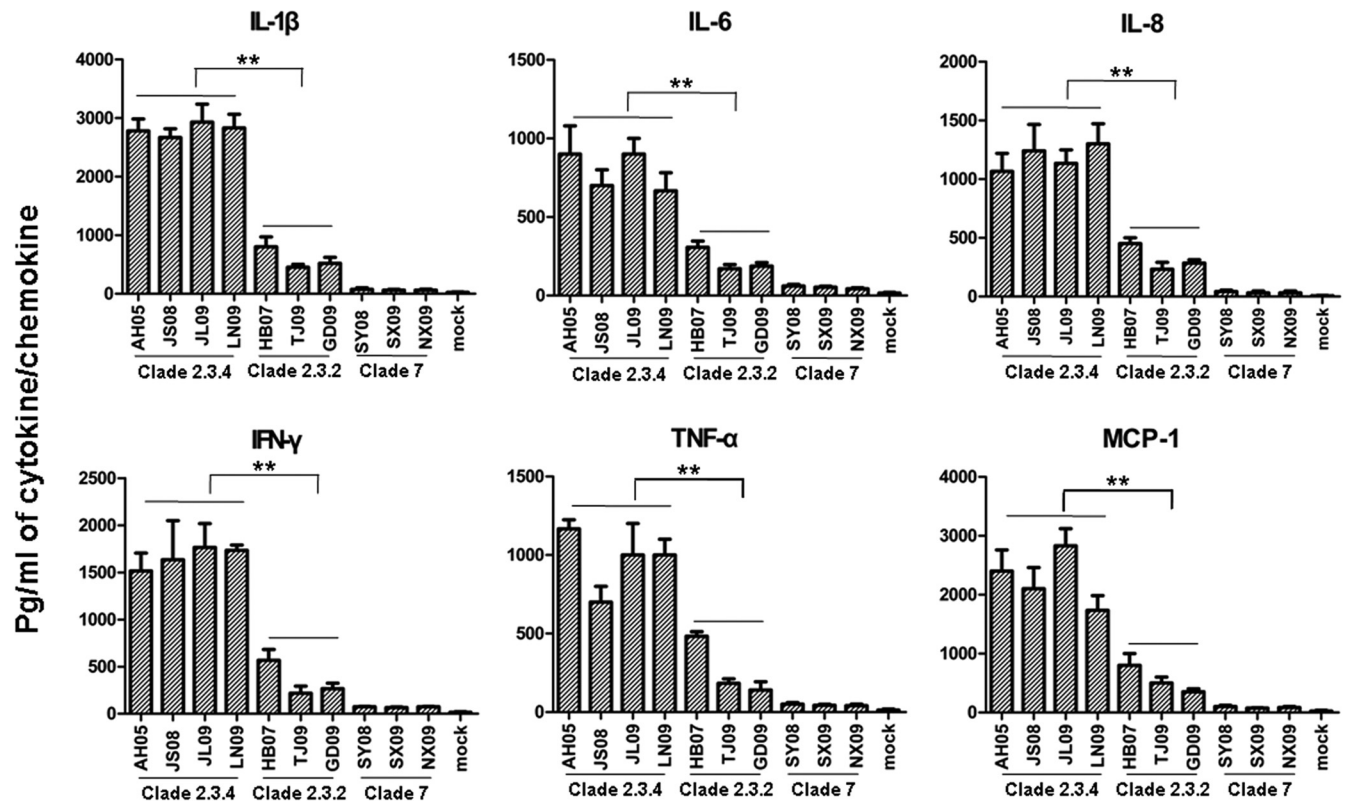 IL-1β
IL-6
IL-8
Pg/ml of cytokine/chemokine
4000
3000
2000
1000
0
**
AH05 JS08 JL09 LN09 HB07 TJ09 GD09 SY08 SX09 NX09 mock
Clade 2.3.4 Clade 2.3.2 Clade 7
1500
1000
500
0
**
AH05 JS08 JL09 LN09 HB07 TJ09 GD09 SY08 SX09 NX09 mock
Clade 2.3.4 Clade 2.3.2 Clade 7
2000
1500
1000
500
0
**
AH05 JS08 JL09 LN09 HB07 TJ09 GD09 SY08 SX09 NX09 mock
Clade 2.3.4 Clade 2.3.2 Clade 7
IFN-γ
TNF-α
MCP-1
2500
2000
1500
1000
500
0
**
AH05 JS08 JL09 LN09 HB07 TJ09 GD09 SY08 SX09 NX09 mock
Clade 2.3.4 Clade 2.3.2 Clade 7
1500
1000
500
0
**
AH05 JS08 JL09 LN09 HB07 TJ09 GD09 SY08 SX09 NX09 mock
Clade 2.3.4 Clade 2.3.2 Clade 7
4000
3000
2000
1000
0
**
AH05 JS08 JL09 LN09 HB07 TJ09 GD09 SY08 SX09 NX09 mock
Clade 2.3.4 Clade 2.3.2 Clade 7